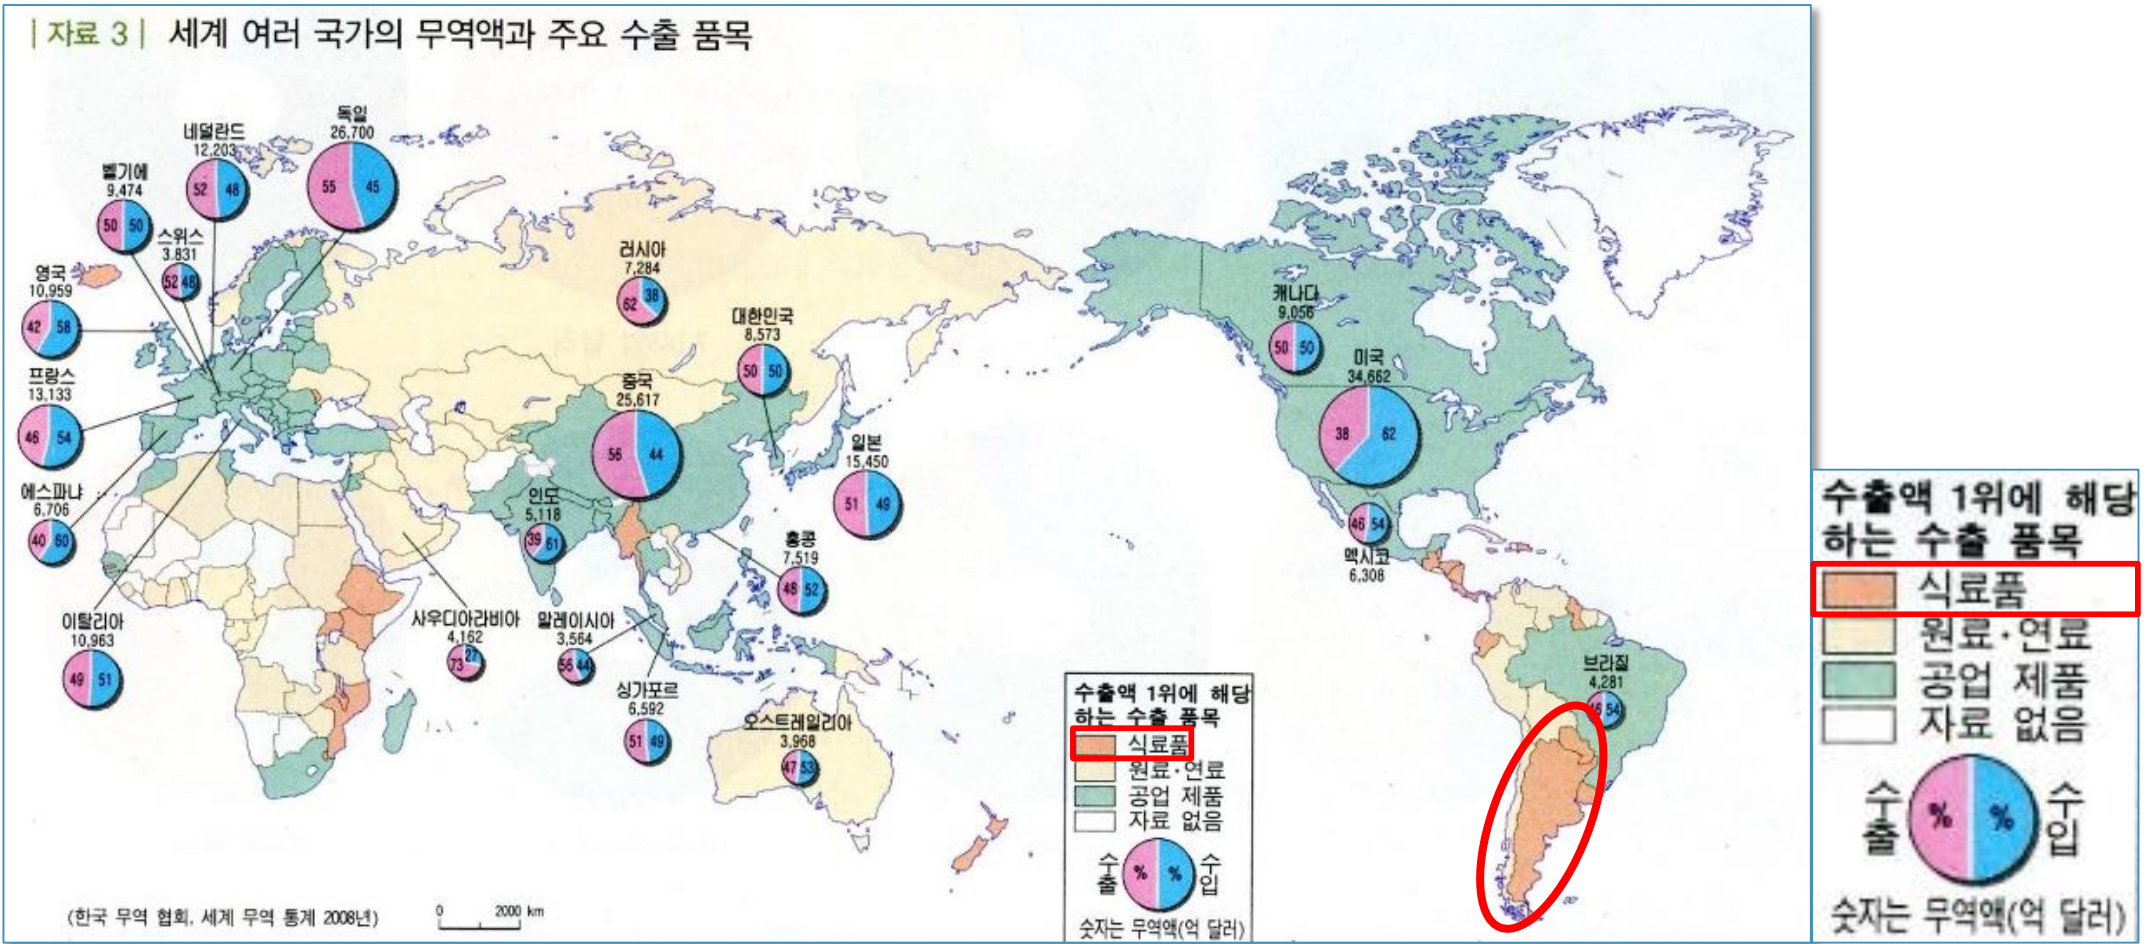 |자료 3| 세계 여러 국가의 무역액과 주요 수출 품목
독일
26,700
55 45
네덜란드
12,203
52 48
벨기에
9,474
50 50
스위스
3,831
52 48
영국
10,959
42 58
프랑스
13,133
46 54
에스파냐
6,706
40 60
이탈리아
10,963
49 51
러시아
7,284
62 38
대한민국
8,573
50 50
중국
25,617
56 44
일본
15,450
51 49
인도
5,118
39 61
홍콩
7,519
48 52
사우디아라비아
4,162
73 27
말레이시아
3,564
56 44
싱가포르
6,592
51 49
오스트레일리아
3,968
47 53
캐나다
9,056
50 50
미국
34,662
38 62
46 54
멕시코
6,308
브라질
4,281
46 54
수출액 1위에 해당
하는 수출 품목
식료품
원료·연료
공업 제품
자료 없음
수출 % % 수입
숫자는 무역액(억 달러)
(한국 무역 협회, 세계 무역 통계 2008년)
0 2000 km
수출액 1위에 해당
하는 수출 품목
식료품
원료·연료
공업 제품
자료 없음
수출 % % 수입
숫자는 무역액(억 달러)